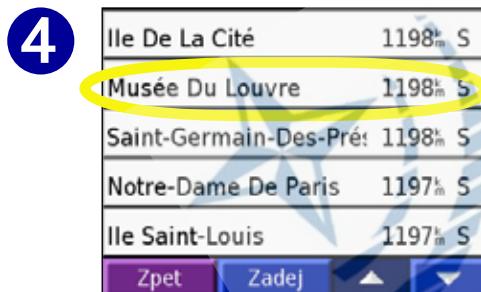 4
Ile De La Cité 1198km S
Musée Du Louvre 1198km S
Saint-Germain-Des-Prés 1198km S
Notre-Dame De Paris 1197km S
Ile Saint-Louis 1197km S
Zpet Zadej